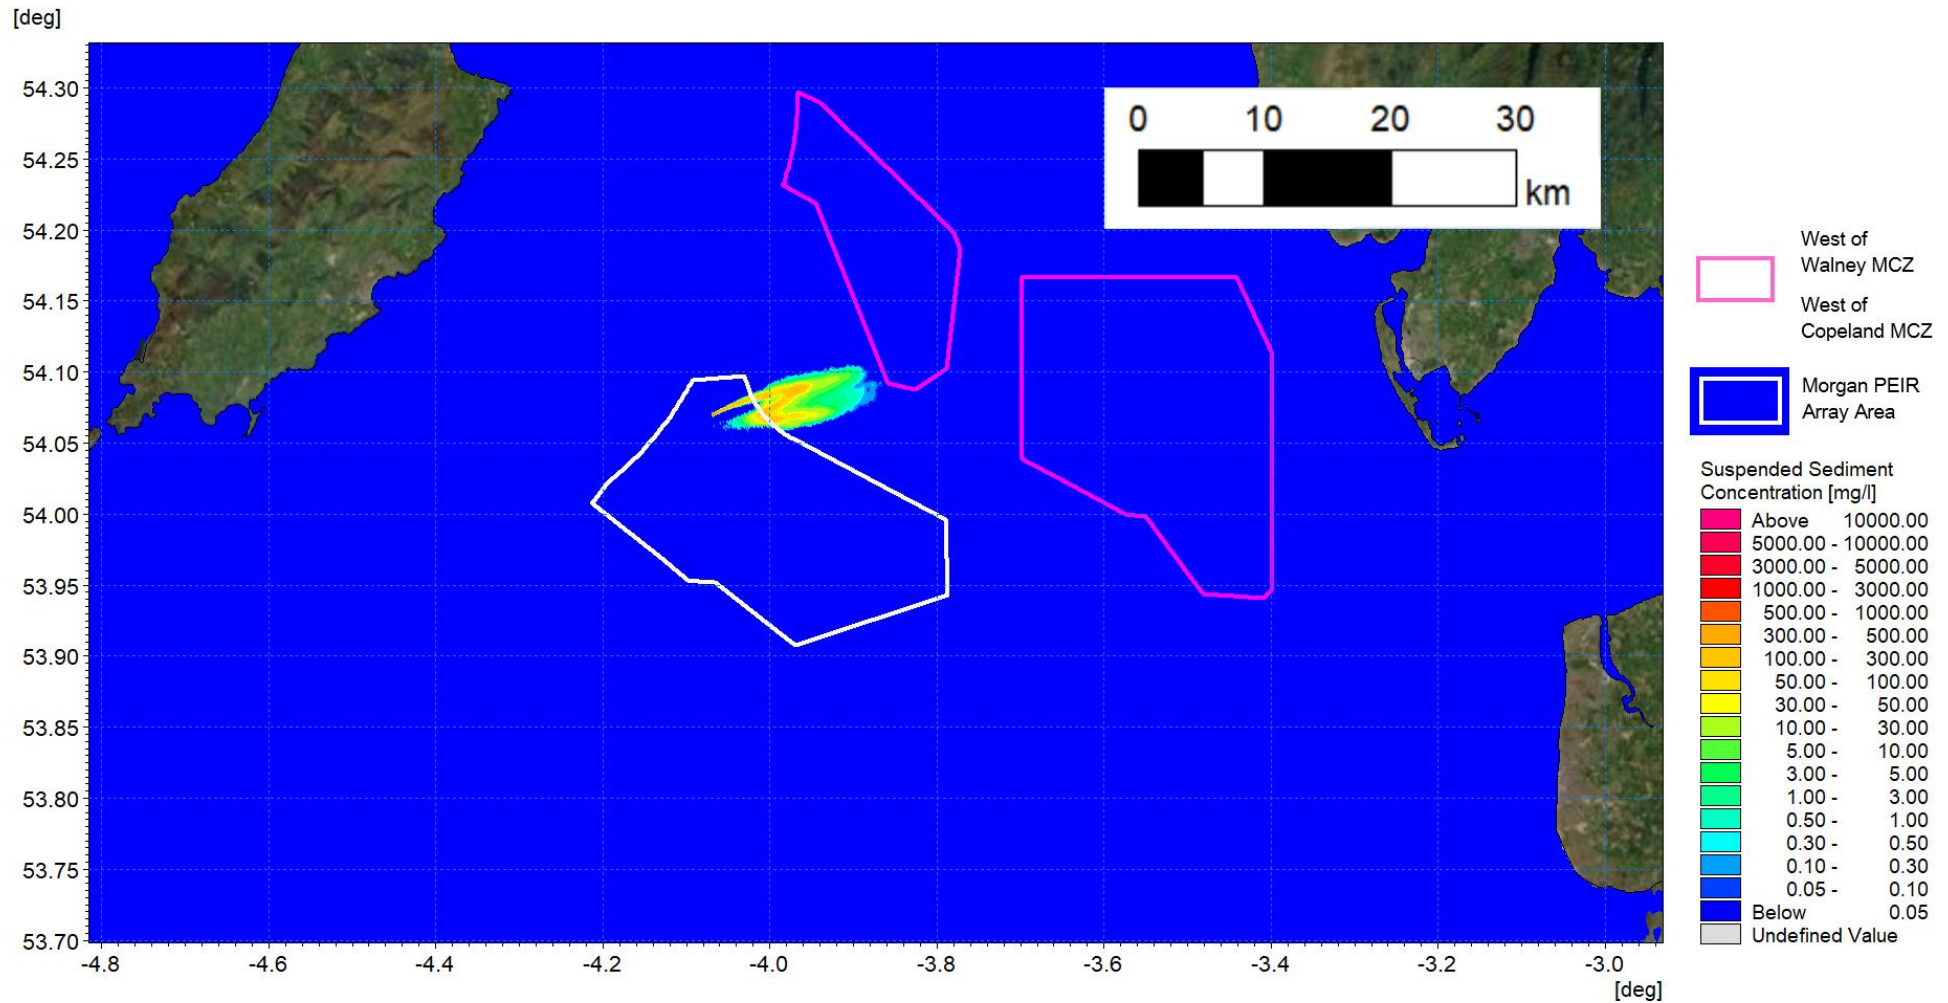 [deg]
54.30
54.25
54.20
54.15
54.10
54.05
54.00
53.95
53.90
53.85
53.80
53.75
53.70
-4.8 -4.6 -4.4 -4.2 -4.0 -3.8 -3.6 -3.4 -3.2 -3.0
[deg]
0 10 20 30
km
West of
Walney MCZ
West of
Copeland MCZ
Morgan PEIR
Array Area
Suspended Sediment
Concentration [mg/l]
Above 10000.00
5000.00 - 10000.00
3000.00 - 5000.00
1000.00 - 3000.00
500.00 - 1000.00
300.00 - 500.00
100.00 - 300.00
50.00 - 100.00
30.00 - 50.00
10.00 - 30.00
5.00 - 10.00
3.00 - 5.00
1.00 - 3.00
0.50 - 1.00
0.30 - 0.50
0.10 - 0.30
0.05 - 0.10
Below 0.05
Undefined Value